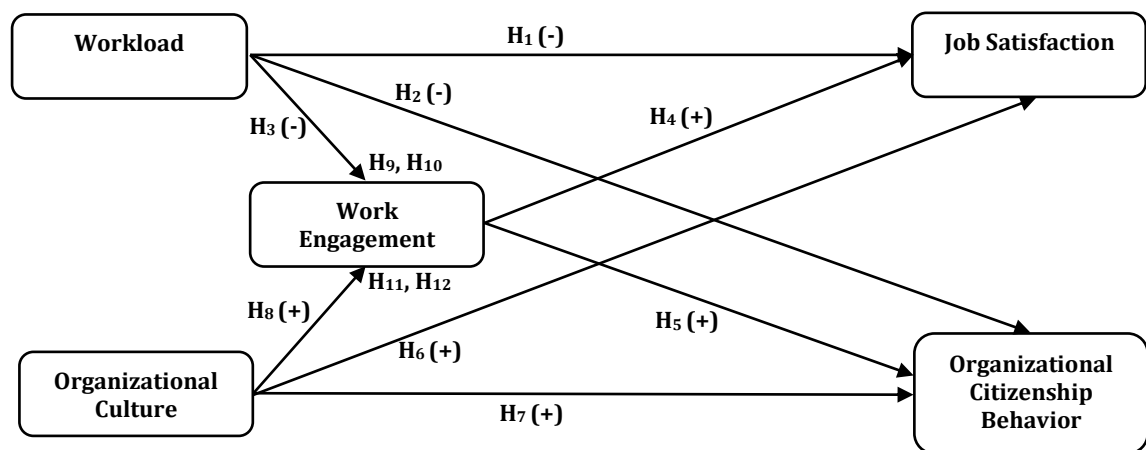 Workload
H₁ (-)
Job Satisfaction
H₂ (-)
H₃ (-)
H₄ (+)
H₉, H₁₀
Work
Engagement
H₁₁, H₁₂
H₈ (+)
H₅ (+)
H₆ (+)
Organizational
Culture
H₇ (+)
Organizational
Citizenship
Behavior